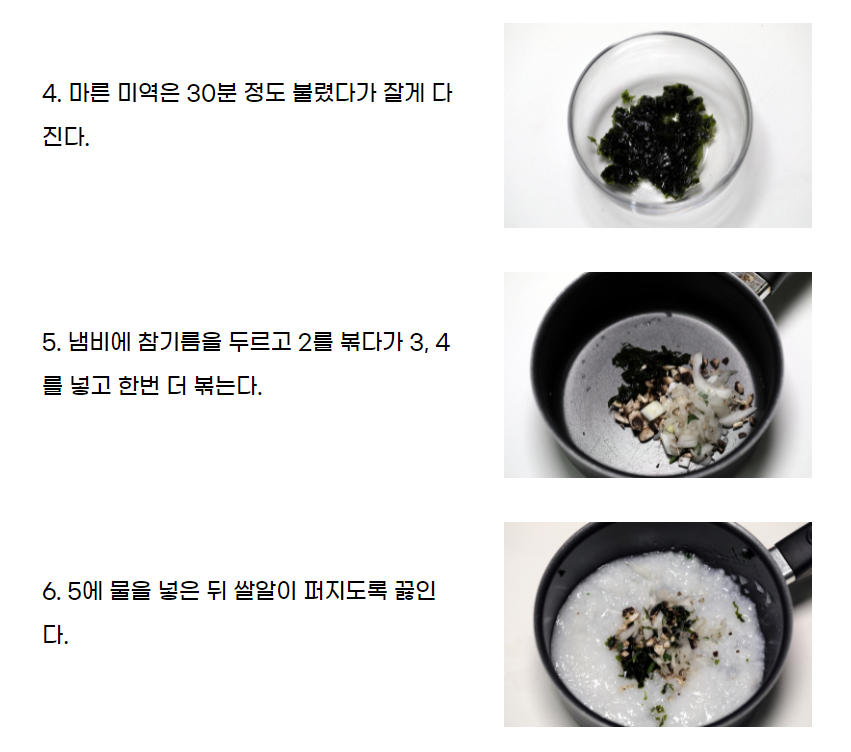 4. 마른 미역은 30분 정도 불렸다가 잘게 다
진다.
5. 냄비에 참기름을 두르고 2를 볶다가 3, 4
를 넣고 한번 더 볶는다.
6. 5에 물을 넣은 뒤 쌀알이 퍼지도록 끓인
다.